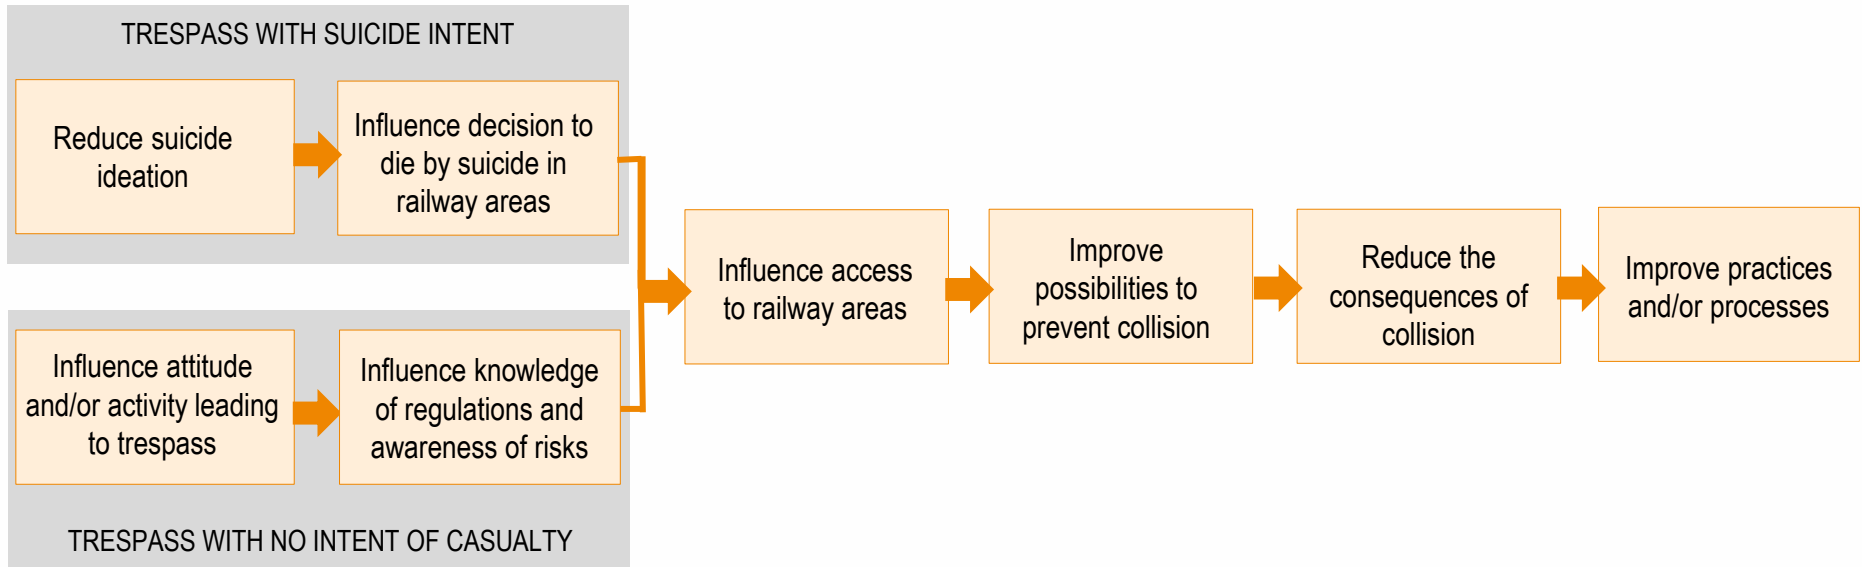 TRESPASS WITH SUICIDE INTENT
Reduce suicide
ideation
Influence decision to
die by suicide in
railway areas
Influence attitude
and/or activity leading
to trespass
Influence knowledge
of regulations and
awareness of risks
TRESPASS WITH NO INTENT OF CASUALTY
Influence access
to railway areas
Improve
possibilities to
prevent collision
Reduce the
consequences of
collision
Improve practices
and/or processes